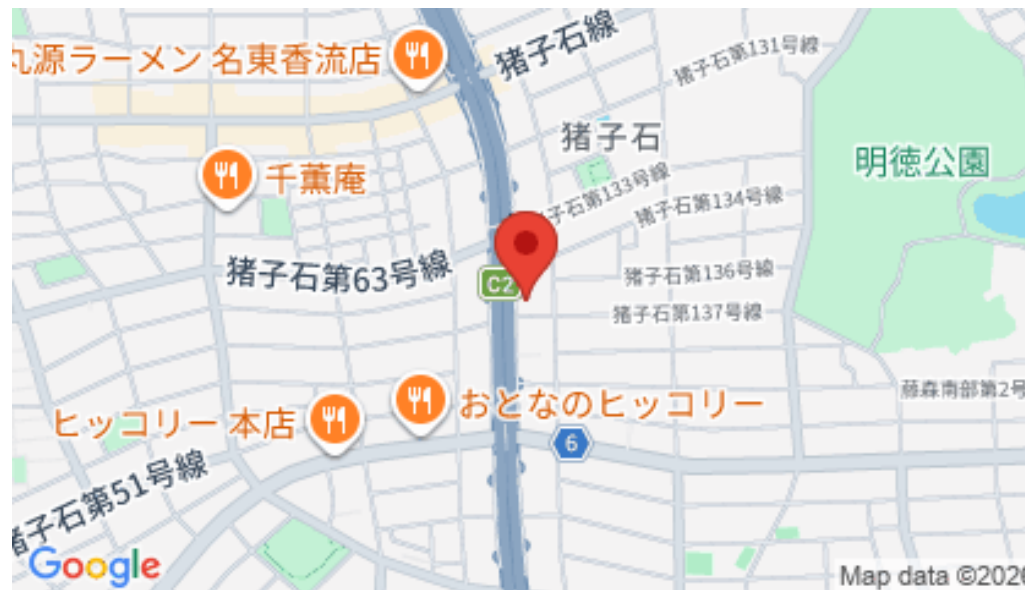 猪子石線
丸源ラーメン 名東香流店
猪子石第131号線
猪子石
明徳公園
千薫庵
猪子石第133号線
猪子石第134号線
猪子石第63号線
猪子石第136号線
C2
猪子石第137号線
藤森南部第2号
おとなのヒッコリー
ヒッコリー 本店
6
猪子石第51号線
Google
Map data ©2026